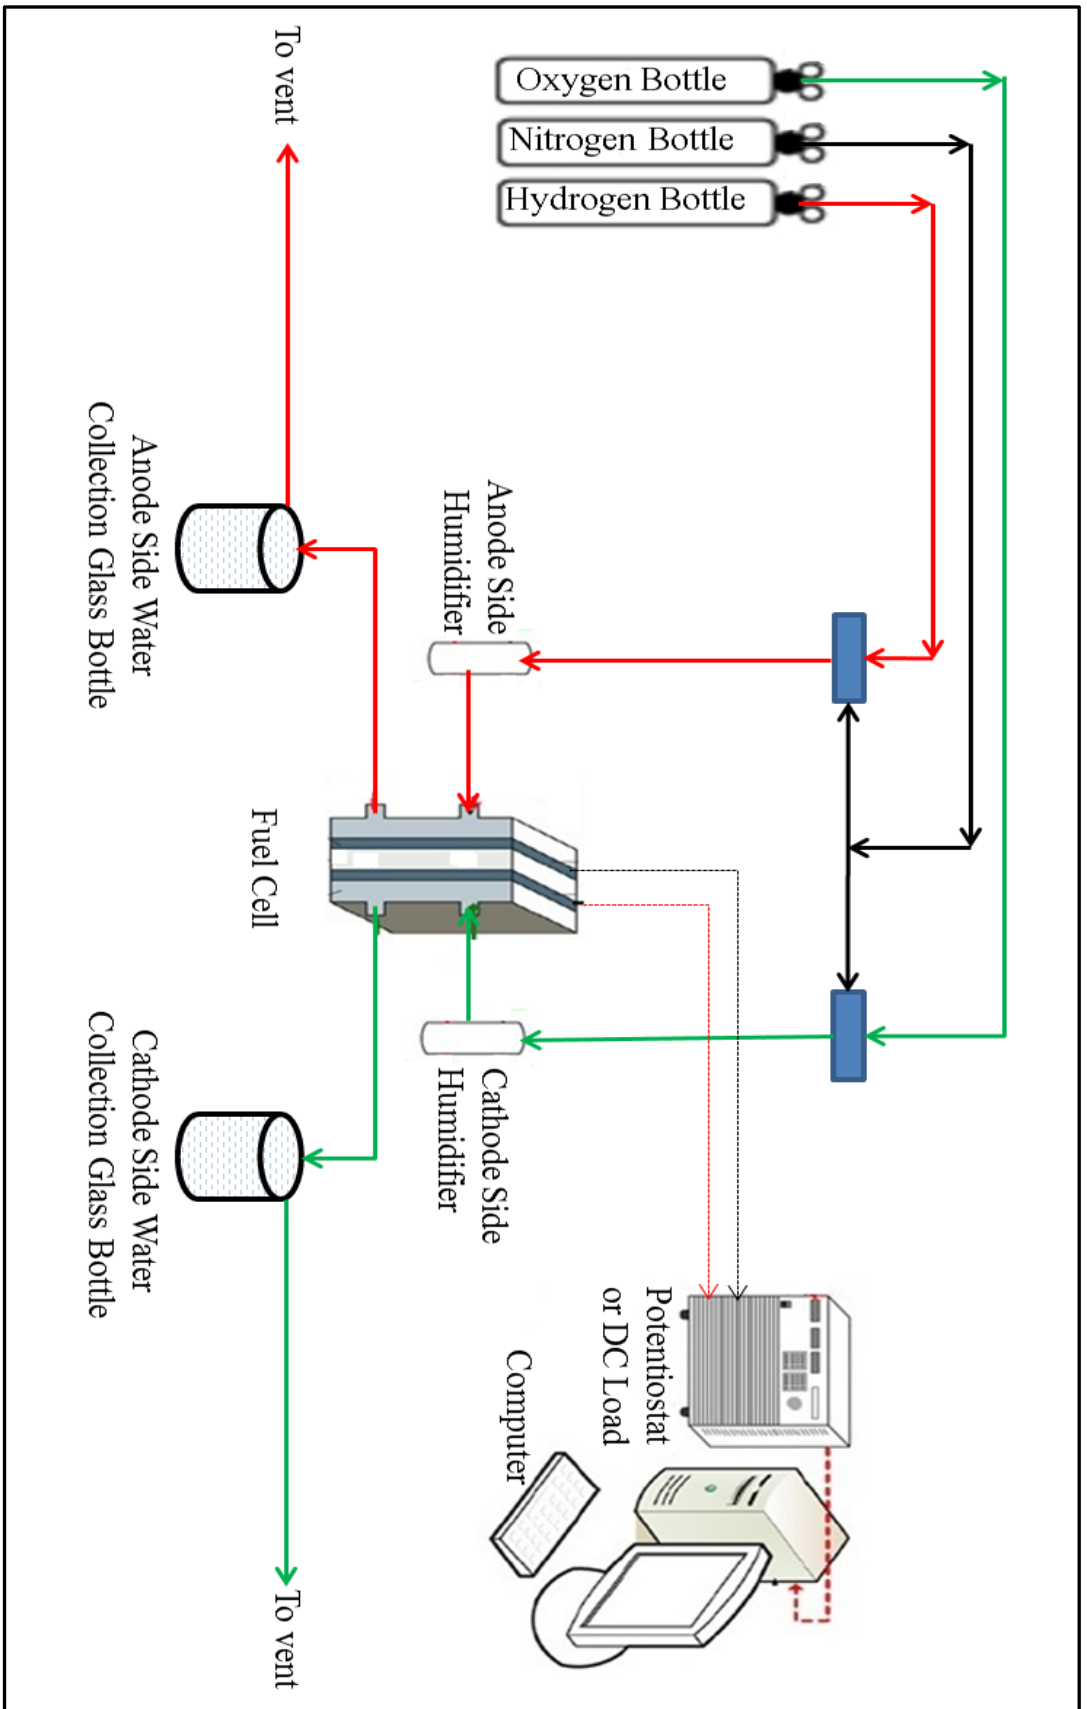 Oxygen Bottle
Nitrogen Bottle
Hydrogen Bottle
To vent
Anode Side Water
Collection Glass Bottle
Anode Side
Humidifier
Fuel Cell
Cathode Side
Humidifier
Cathode Side Water
Collection Glass Bottle
Potentiostat
or DC Load
Computer
To vent